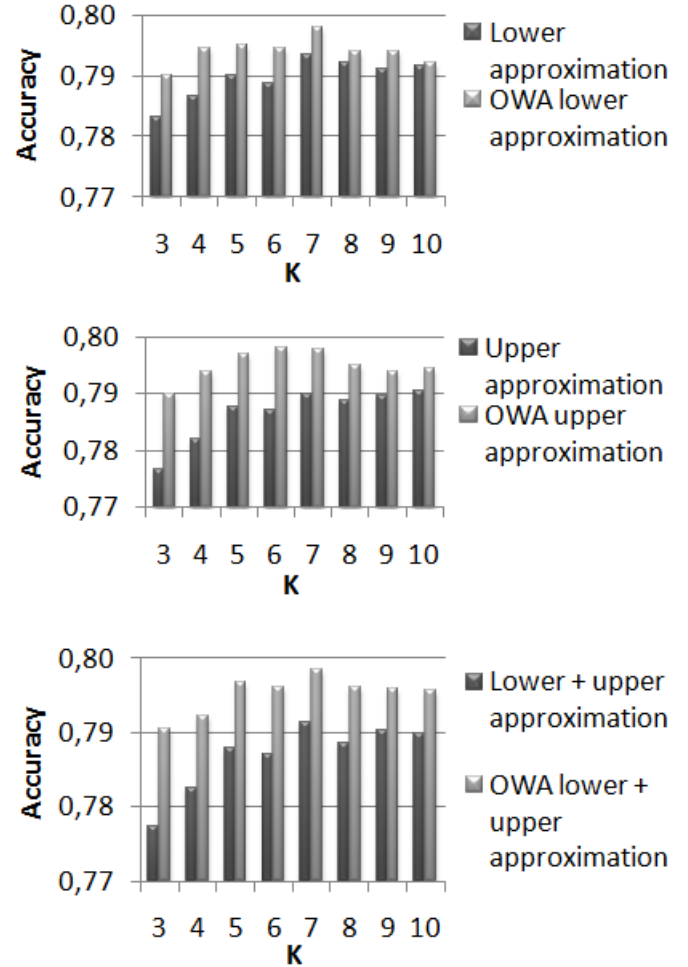 0,80
0,79
0,78
0,77
Accuracy
3 4 5 6 7 8 9 10
K
Lower
approximation
OWA lower
approximation
0,80
0,79
0,78
0,77
Accuracy
3 4 5 6 7 8 9 10
K
Upper
approximation
OWA upper
approximation
0,80
0,79
0,78
0,77
Accuracy
3 4 5 6 7 8 9 10
K
Lower + upper
approximation
OWA lower +
upper
approximation